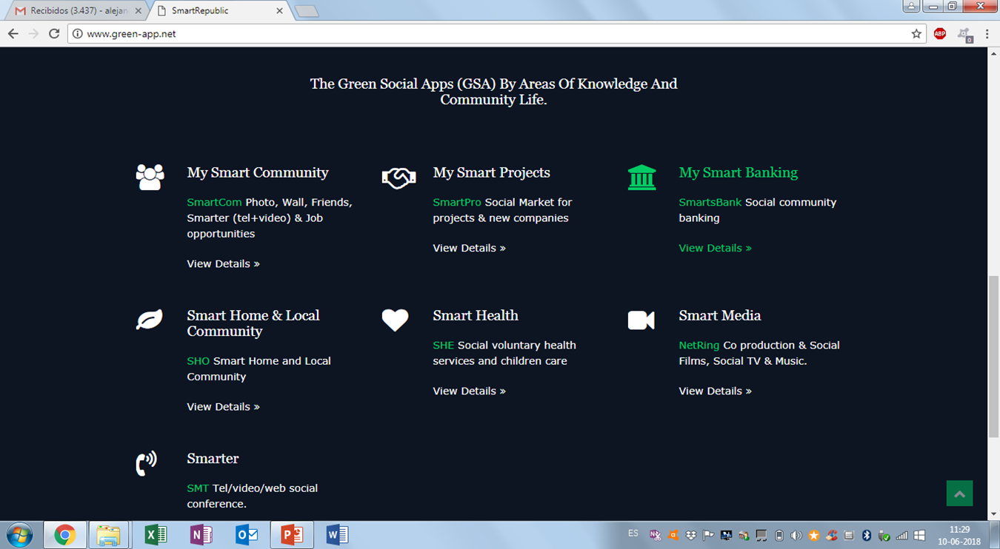 Recibidos (3.437) - alejan
SmartRepublic
www.green-app.net
ABP
0
The Green Social Apps (GSA) By Areas Of Knowledge And
Community Life.
My Smart Community
SmartCom Photo, Wall, Friends,
Smarter (tel+video) & Job
opportunities
View Details »
My Smart Projects
SmartPro Social Market for
projects & new companies
View Details »
My Smart Banking
SmartsBank Social community
banking
View Details »
Smart Home & Local
Community
SHO Smart Home and Local
Community
View Details »
Smart Health
SHE Social voluntary health
services and children care
View Details »
Smart Media
NetRing Co production & Social
Films, Social TV & Music.
View Details »
Smarter
SMT Tel/video/web social
conference.
ES
11:29
10-06-2018